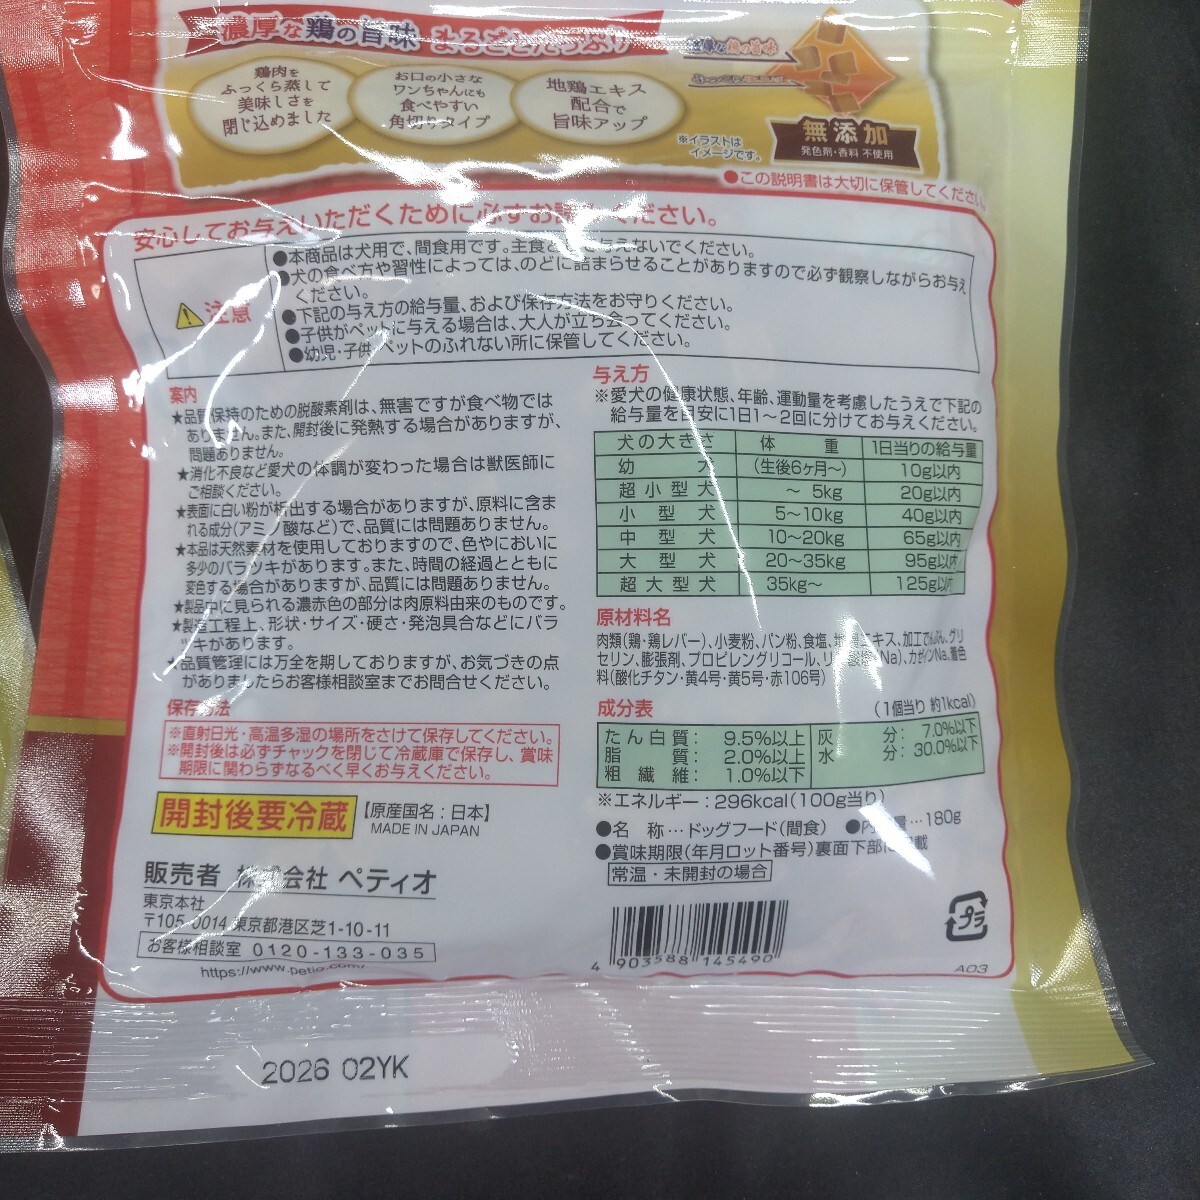 濃厚な鶏の旨味
鶏肉を
ふっくら蒸して
美味しさを
閉じ込めました
お口の小さな
ワンちゃんにも
食べやすい
角切りタイプ
地鶏エキス
配合で
旨味アップ
※イラストは
イメージです。
無添加
発色剤・香料 不使用
●この説明書は大切に保管してください。
安心してお与えいただくために必ずお読みください。
注意
●本商品は犬用で、間食用です。主食として与えないでください。
●犬の食べ方や習性によっては、のどに詰まらせることがありますので必ず観察しながらお与え
ください。
●下記の与え方の給与量、および保存方法をお守りください。
●子供がペットに与える場合は、大人が立ち会ってください。
●幼児・子供・ペットのふれない所に保管してください。
案内
★品質保持のための脱酸素剤は、無害ですが食べ物では
ありません。また、開封後に発熱する場合がありますが、
問題ありません。
★消化不良など愛犬の体調が変わった場合は獣医師に
ご相談ください。
★表面に白い粉が析出する場合がありますが、原料に含ま
れる成分(アミノ酸など)で、品質には問題ありません。
★本品は天然素材を使用しておりますので、色やにおいに
多少のバラツキがあります。また、時間の経過とともに
変色する場合がありますが、品質には問題ありません。
★製品中に見られる濃赤色の部分は肉原料由来のものです。
★製造工程上、形状・サイズ・硬さ・発泡具合などにバラ
ツキがあります。
★品質管理には万全を期しておりますが、お気づきの点
がありましたらお客様相談室までお問合せください。
保存方法
※直射日光・高温多湿の場所をさけて保存してください。
※開封後は必ずチャックを閉じて冷蔵庫で保存し、賞味
期限に関わらずなるべく早くお与えください。
開封後要冷蔵
【原産国名：日本】
MADE IN JAPAN
販売者 株式会社 ペティオ
東京本社
〒105-0014 東京都港区芝1-10-11
お客様相談室 0120-133-035
https://www.petio.com/
与え方
※愛犬の健康状態、年齢、運動量を考慮したうえで下記の
給与量を目安に1日1～2回に分けてお与えください。
犬の大きさ 体重 1日当りの給与量
幼犬 (生後6ヶ月～) 10g以内
超小型犬 ～5kg 20g以内
小型犬 5～10kg 40g以内
中型犬 10～20kg 65g以内
大型犬 20～35kg 95g以内
超大型犬 35kg～ 125g以内
原材料名
肉類(鶏・鶏レバー)、小麦粉、パン粉、食塩、地鶏エキス、加工でんぷん、グリ
セリン、膨張剤、プロピレングリコール、リン酸塩(Na)、カゼインNa、着色
料(酸化チタン・黄4号・黄5号・赤106号)
成分表
(1個当り 約1kcal)
たん白質： 9.5%以上 灰分： 7.0%以下
脂質： 2.0%以上 水分： 30.0%以下
粗繊維： 1.0%以下
※エネルギー：296kcal(100g当り)
●名 称…ドッグフード(間食) ●内容量…180g
●賞味期限(年月ロット番号)裏面下部に記載
常温・未開封の場合
プラ
4 903588 145490
A03
2026 02YK